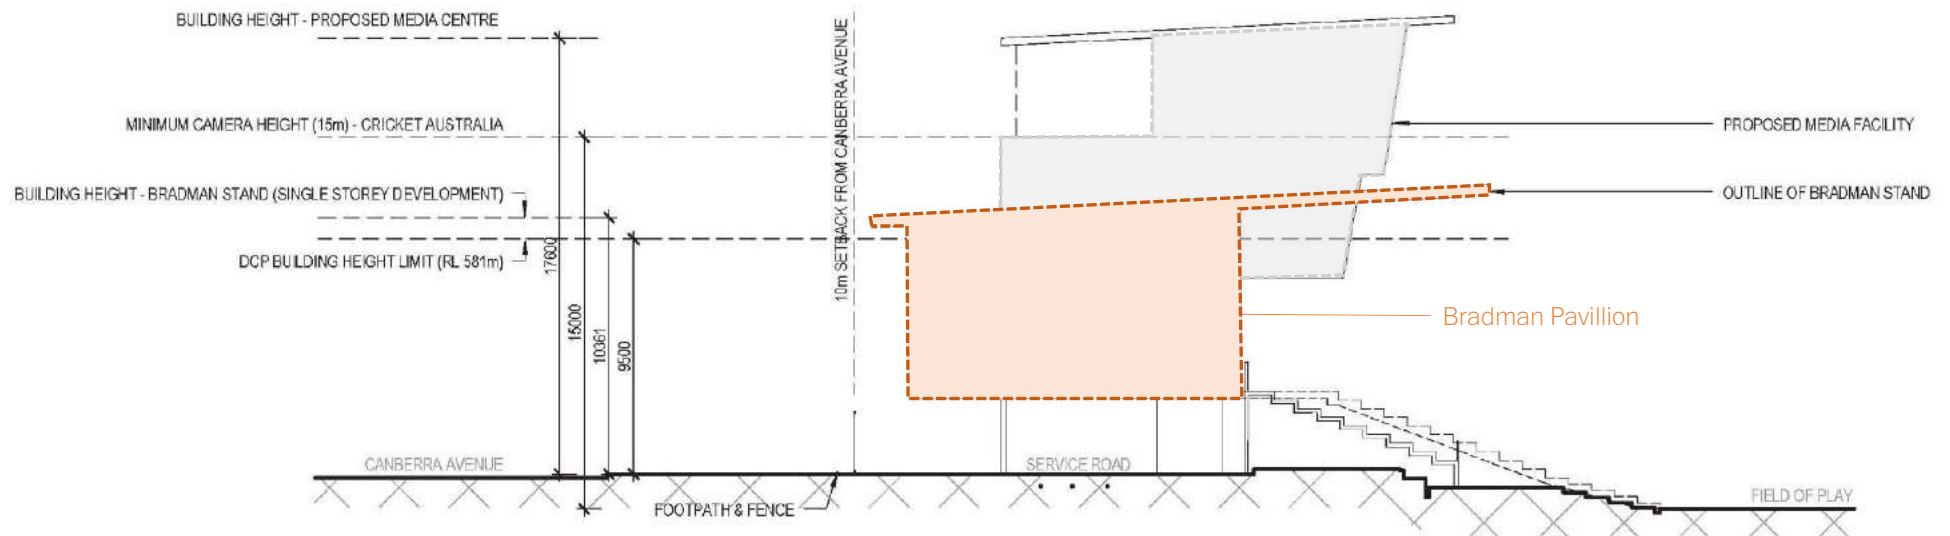 BUILDING HEIGHT - PROPOSED MEDIA CENTRE
MINIMUM CAMERA HEIGHT (15m) - CRICKET AUSTRALIA
BUILDING HEIGHT - BRADMAN STAND (SINGLE STOREY DEVELOPMENT)
DCP BUILDING HEIGHT LIMIT (RL 581m)
17600
15000
10361
9500
10m SETBACK FROM CANBERRA AVENUE
PROPOSED MEDIA FACILITY
OUTLINE OF BRADMAN STAND
Bradman Pavillion
CANBERRA AVENUE
SERVICE ROAD
FOOTPATH & FENCE
FIELD OF PLAY